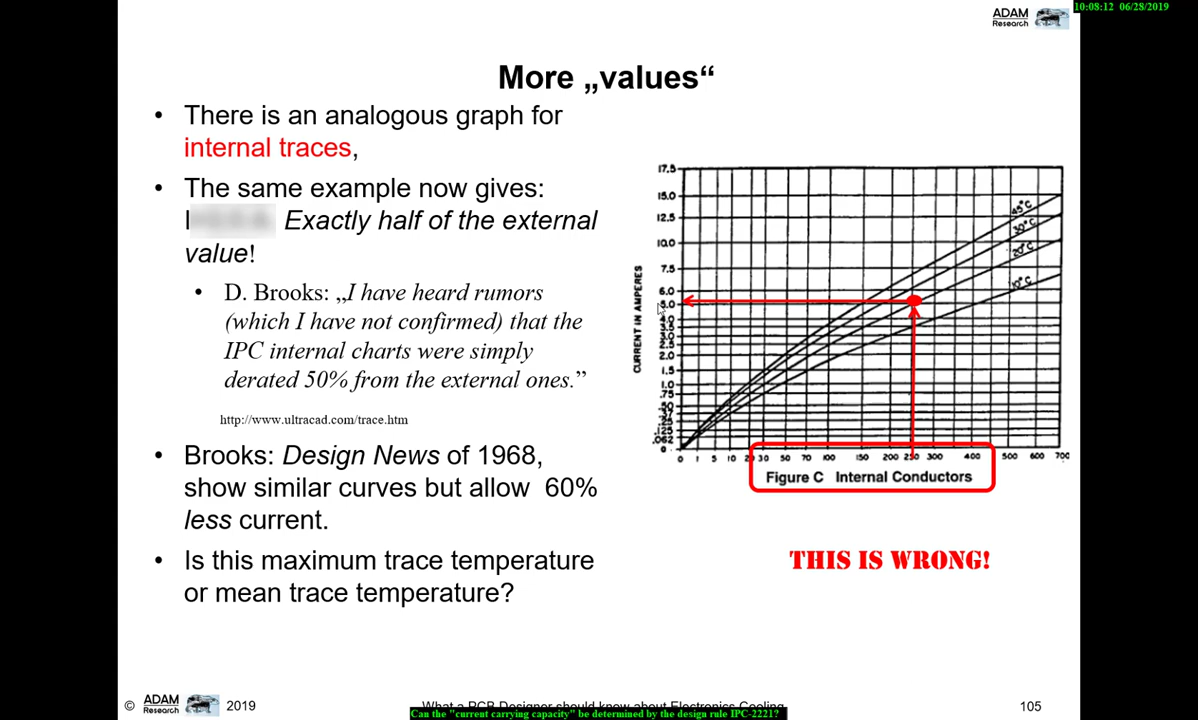 10:08:12 06/28/2019
ADAM
Research
More „values“
• There is an analogous graph for
internal traces,
• The same example now gives:
I Exactly half of the external
value!
• D. Brooks: „I have heard rumors
(which I have not confirmed) that the
IPC internal charts were simply
derated 50% from the external ones.”
http://www.ultracad.com/trace.htm
• Brooks: Design News of 1968,
show similar curves but allow 60%
less current.
• Is this maximum trace temperature
or mean trace temperature?
CURRENT IN AMPERES
17.5
15.0
12.5
10.0
7.5
6.0
5.0
4.0
3.5
3.0
2.5
2.0
1.5
1.0
.75
.50
.25
.125
.062
0
45°C
30°C
20°C
10°C
0 1 5 10 20 30 50 70 100 150 200 250 300 400 500 600 700
Figure C Internal Conductors
THIS IS WRONG!
© ADAM
Research
2019
What a PCB Designer should know about Electronics Cooling
105
Can the "current carrying capacity" be determined by the design rule IPC-2221?